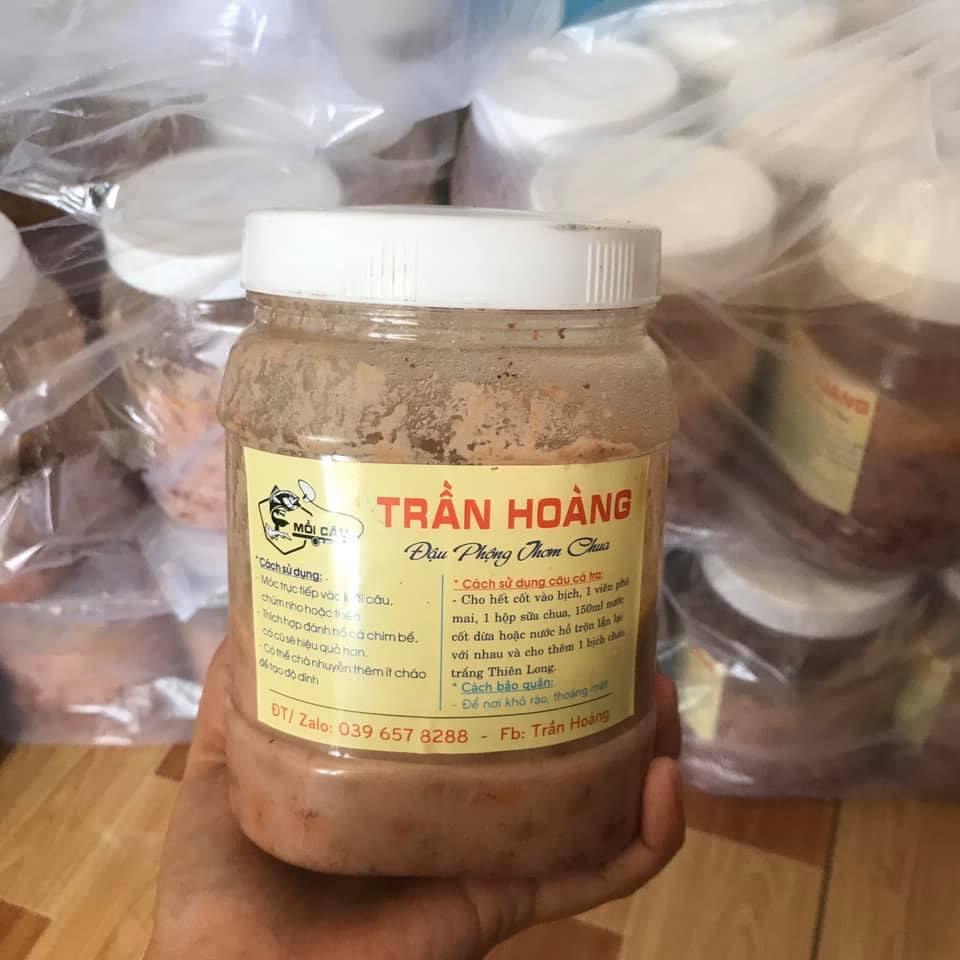 MỒI CÂU
TRẦN HOÀNG
Đậu Phộng Thơm Chua
*Cách sử dụng:
- Móc trực tiếp vào lưỡi câu,
chùm nho hoặc
- Thích hợp đánh hồ cá chim bể,
cá cũ sẽ hiệu quả hơn.
- Có thể chà nhuyễn thêm ít cháo
để tạo độ dính
* Cách sử dụng câu cá tra:
- Cho hết cốt vào bịch, 1 viên phô
mai, 1 hộp sữa chua, 150ml nước
cốt dừa hoặc nước hồ trộn lẫn lại
với nhau và cho thêm 1 bịch cháo
trắng Thiên Long.
* Cách bảo quản:
- Để nơi khô ráo, thoáng mát
ĐT/ Zalo: 039 657 8288 - Fb: Trần Hoàng